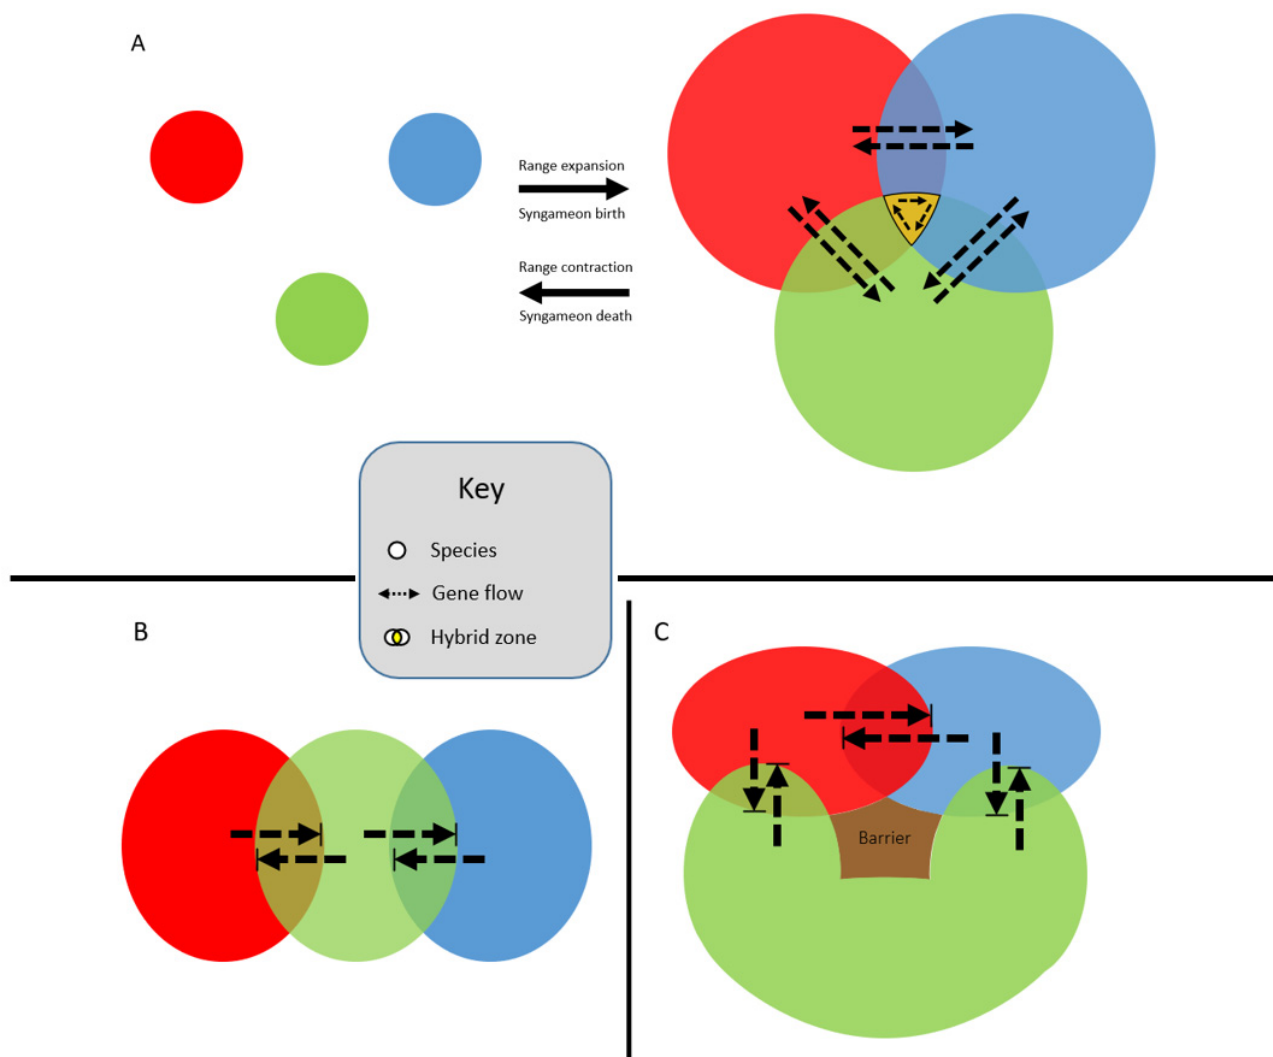 A
Range expansion
Syngameon birth
Range contraction
Syngameon death
Key
Species
Gene flow
Hybrid zone
B
C
Barrier